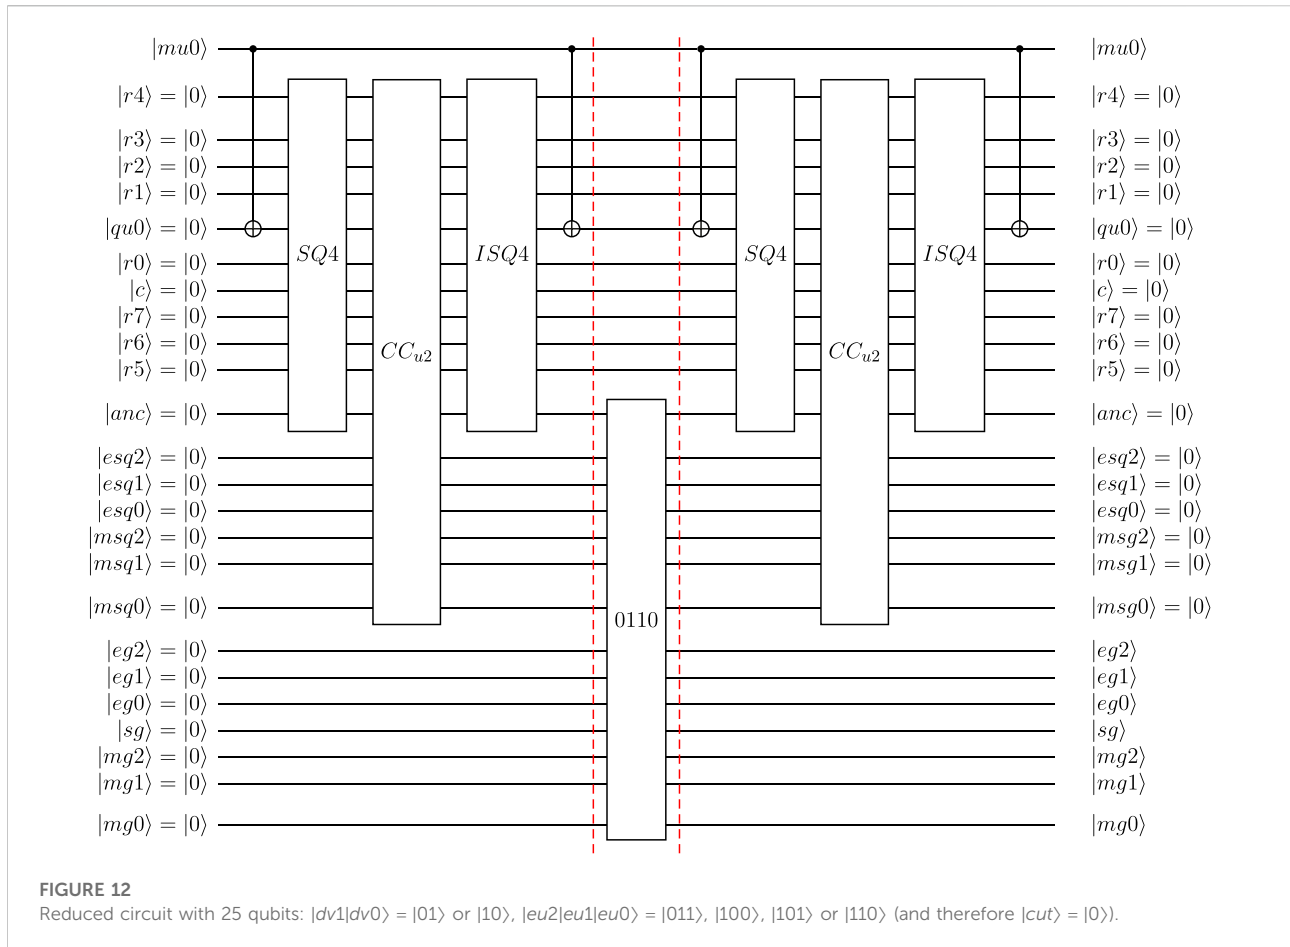 |mu0⟩ |mu0⟩
|r4⟩ = |0⟩ |r4⟩ = |0⟩
|r3⟩ = |0⟩ |r3⟩ = |0⟩
|r2⟩ = |0⟩ |r2⟩ = |0⟩
|r1⟩ = |0⟩ |r1⟩ = |0⟩
|qu0⟩ = |0⟩ |qu0⟩ = |0⟩
SQ4 ISQ4 SQ4 ISQ4
|r0⟩ = |0⟩ |r0⟩ = |0⟩
|c⟩ = |0⟩ |c⟩ = |0⟩
|r7⟩ = |0⟩ |r7⟩ = |0⟩
|r6⟩ = |0⟩ |r6⟩ = |0⟩
CCu2 CCu2
|r5⟩ = |0⟩ |r5⟩ = |0⟩
|anc⟩ = |0⟩ |anc⟩ = |0⟩
|esq2⟩ = |0⟩ |esq2⟩ = |0⟩
|esq1⟩ = |0⟩ |esq1⟩ = |0⟩
|esq0⟩ = |0⟩ |esq0⟩ = |0⟩
|msq2⟩ = |0⟩ |msg2⟩ = |0⟩
|msq1⟩ = |0⟩ |msg1⟩ = |0⟩
|msq0⟩ = |0⟩ |msg0⟩ = |0⟩
0110
|eg2⟩ = |0⟩ |eg2⟩
|eg1⟩ = |0⟩ |eg1⟩
|eg0⟩ = |0⟩ |eg0⟩
|sg⟩ = |0⟩ |sg⟩
|mg2⟩ = |0⟩ |mg2⟩
|mg1⟩ = |0⟩ |mg1⟩
|mg0⟩ = |0⟩ |mg0⟩
FIGURE 12
Reduced circuit with 25 qubits: |dv1|dv0⟩ = |01⟩ or |10⟩, |eu2|eu1|eu0⟩ = |011⟩, |100⟩, |101⟩ or |110⟩ (and therefore |cut⟩ = |0⟩).